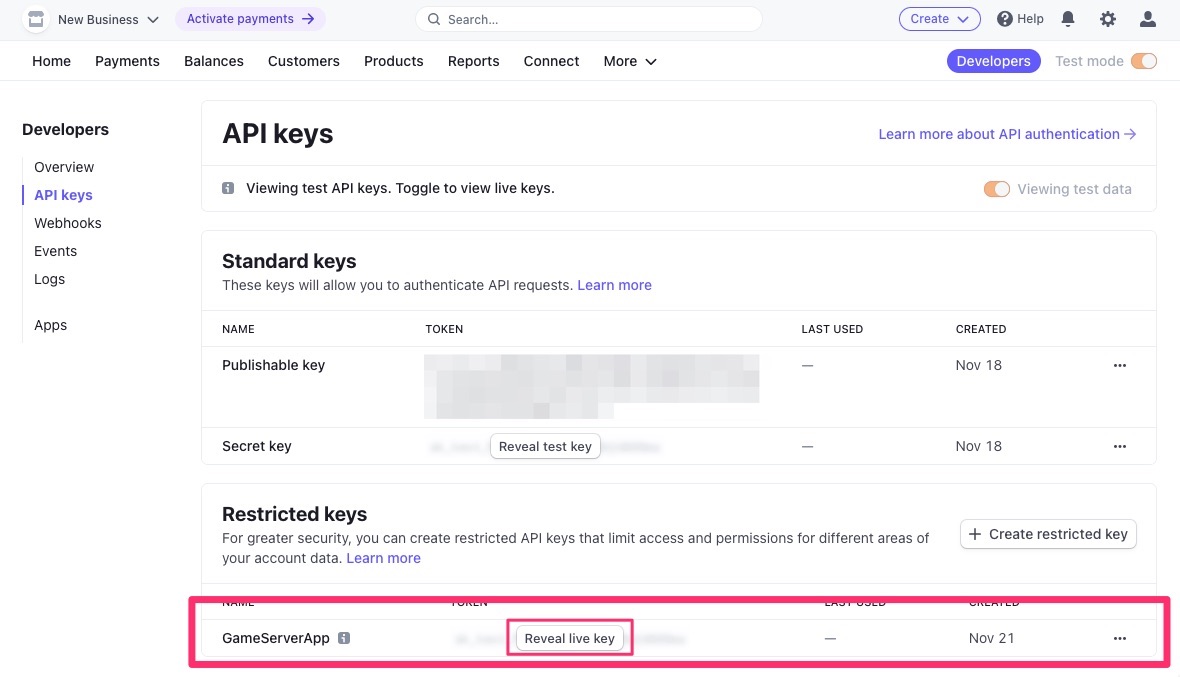 New Business
Activate payments →
Search...
Create
Help
Home
Payments
Balances
Customers
Products
Reports
Connect
More
Developers
Test mode
Developers
Overview
API keys
Webhooks
Events
Logs
Apps
API keys
Learn more about API authentication →
Viewing test API keys. Toggle to view live keys.
Viewing test data
Standard keys
These keys will allow you to authenticate API requests. Learn more
NAME TOKEN LAST USED CREATED
Publishable key — Nov 18 ...
Secret key Reveal test key — Nov 18 ...
Restricted keys
For greater security, you can create restricted API keys that limit access and permissions for different areas of
your account data. Learn more
+ Create restricted key
NAME TOKEN LAST USED CREATED
GameServerApp Reveal live key — Nov 21 ...